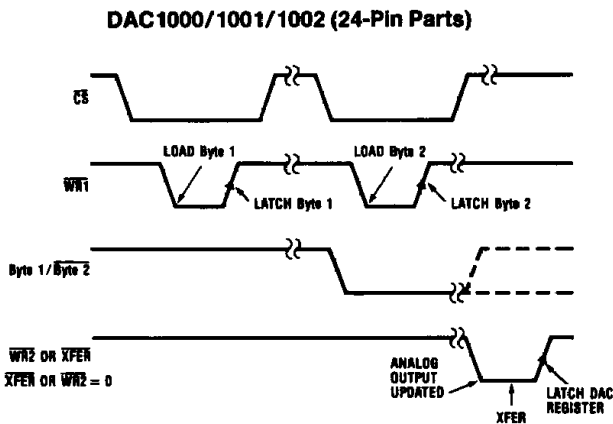 DAC1000/1001/1002 (24-Pin Parts)
CS
LOAD Byte 1
LOAD Byte 2
WR1
LATCH Byte 1
LATCH Byte 2
Byte 1/Byte 2
WR2 OR XFER
XFER OR WR2 = 0
ANALOG
OUTPUT
UPDATED
XFER
LATCH DAC
REGISTER